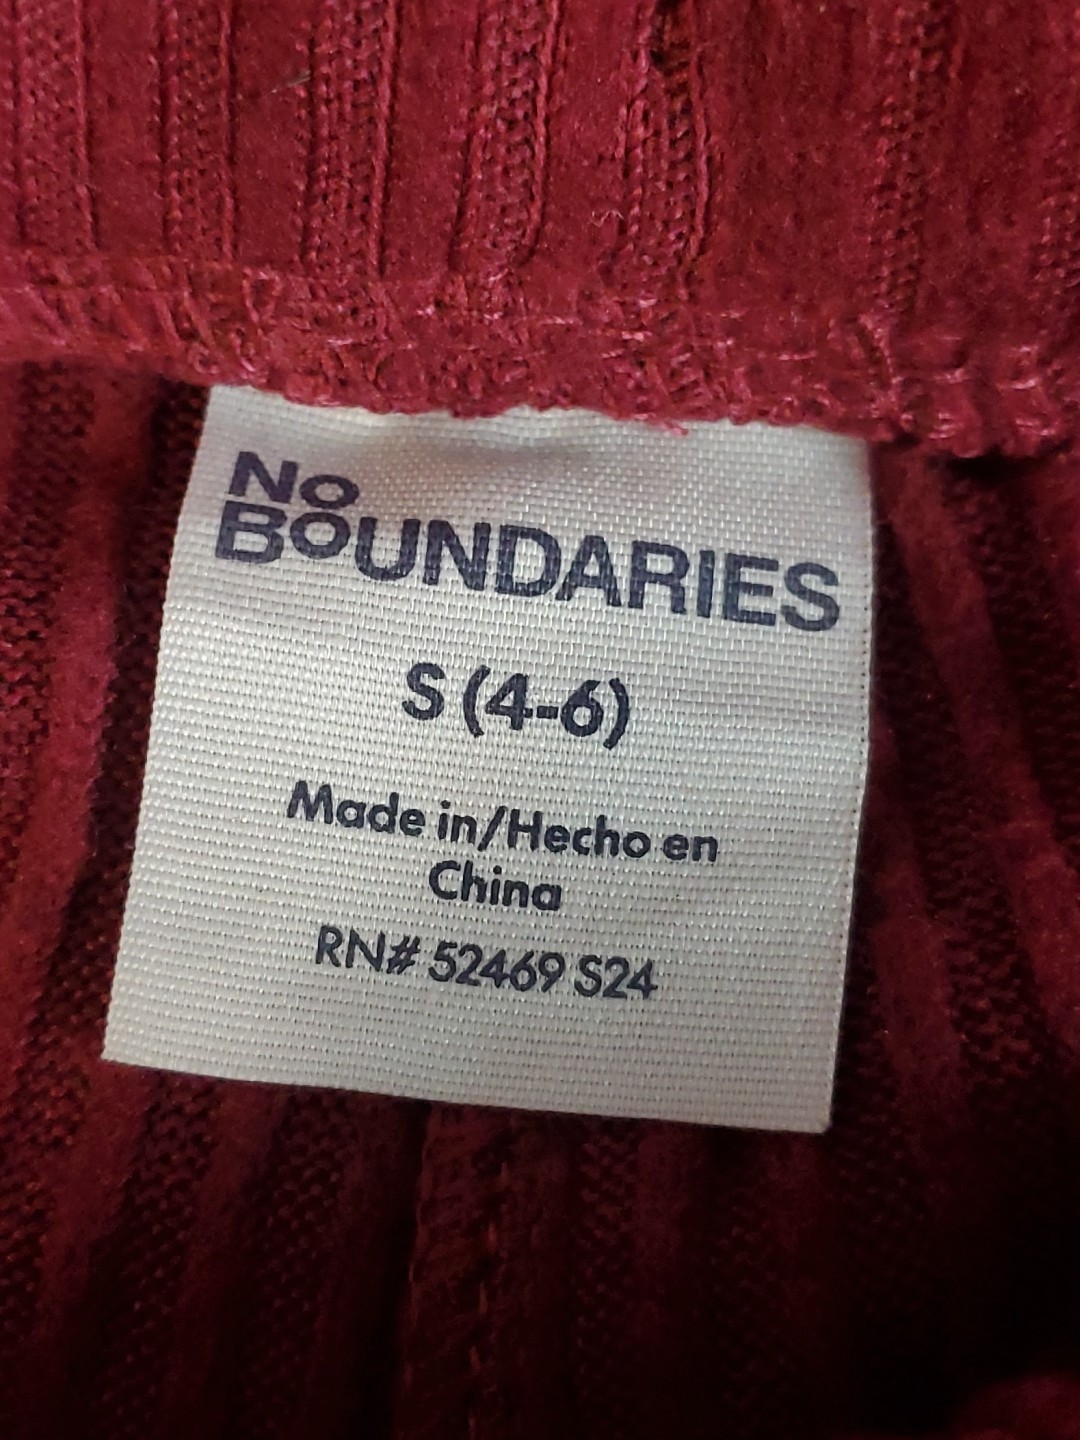 No
BoUNDARIES
S (4-6)
Made in/Hecho en
China
RN# 52469 S24